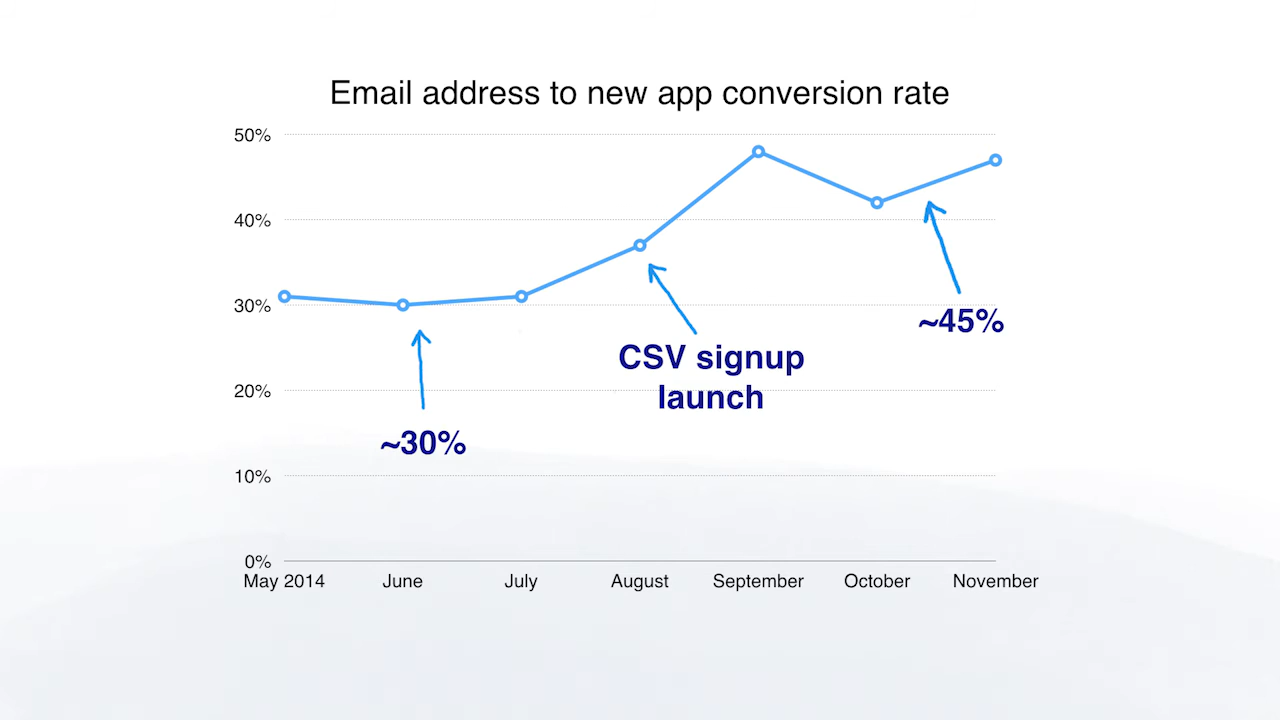 Email address to new app conversion rate
50%
40%
30%
20%
10%
0%
~30%
CSV signup
launch
~45%
May 2014
June
July
August
September
October
November